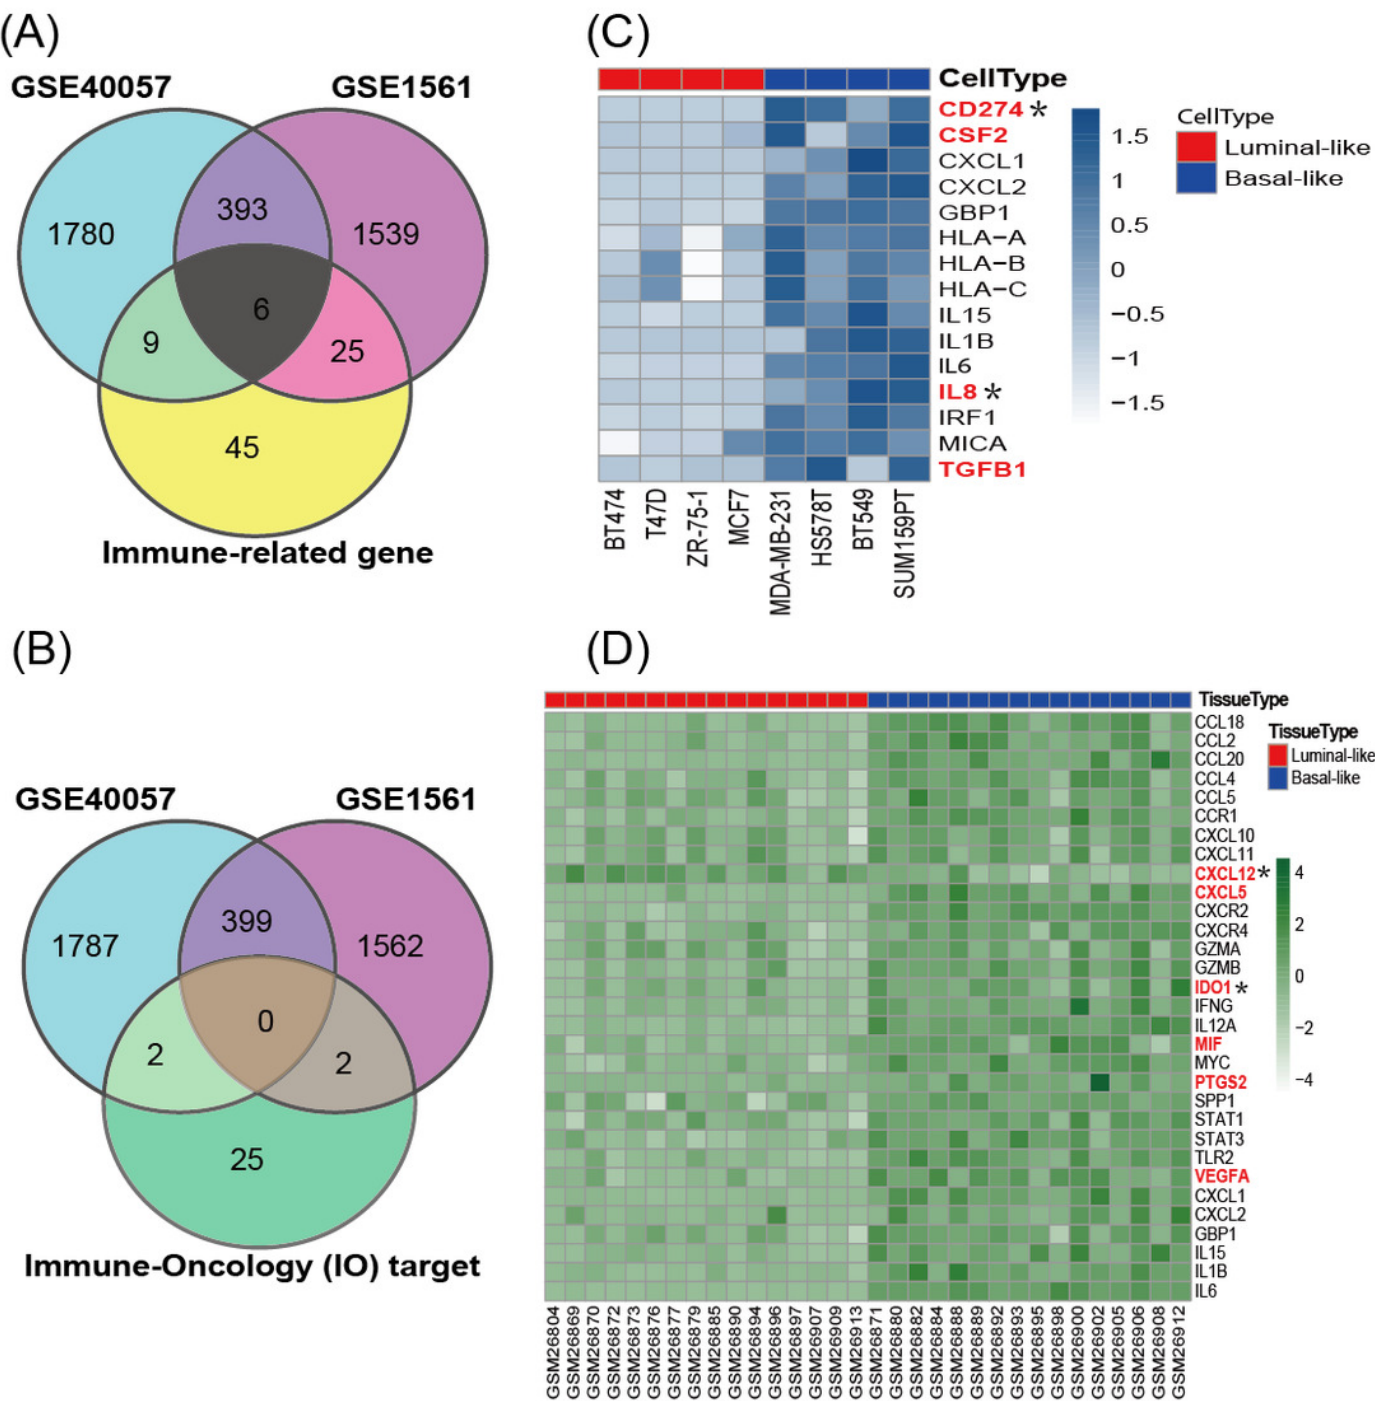 (A)
GSE40057
GSE1561
1780
393
1539
9
6
25
45
Immune-related gene
(B)
GSE40057
GSE1561
1787
399
1562
2
0
2
25
Immune-Oncology (IO) target
(C)
CellType
CD274 *
CSF2
CXCL1
CXCL2
GBP1
HLA−A
HLA−B
HLA−C
IL15
IL1B
IL6
IL8 *
IRF1
MICA
TGFB1
BT474
T47D
ZR-75-1
MCF7
MDA-MB-231
HS578T
BT549
SUM159PT
1.5
1
0.5
0
−0.5
−1
−1.5
CellType
Luminal-like
Basal-like
(D)
TissueType
CCL18
CCL2
CCL20
CCL4
CCL5
CCR1
CXCL10
CXCL11
CXCL12 *
CXCL5
CXCR2
CXCR4
GZMA
GZMB
IDO1 *
IFNG
IL12A
MIF
MYC
PTGS2
SPP1
STAT1
STAT3
TLR2
VEGFA
CXCL1
CXCL2
GBP1
IL15
IL1B
IL6
GSM26804
GSM26869
GSM26870
GSM26872
GSM26873
GSM26876
GSM26877
GSM26879
GSM26885
GSM26890
GSM26894
GSM26896
GSM26897
GSM26907
GSM26909
GSM26913
GSM26871
GSM26880
GSM26882
GSM26884
GSM26888
GSM26889
GSM26892
GSM26893
GSM26895
GSM26898
GSM26900
GSM26902
GSM26905
GSM26906
GSM26908
GSM26912
TissueType
Luminal-like
Basal-like
4
2
0
−2
−4